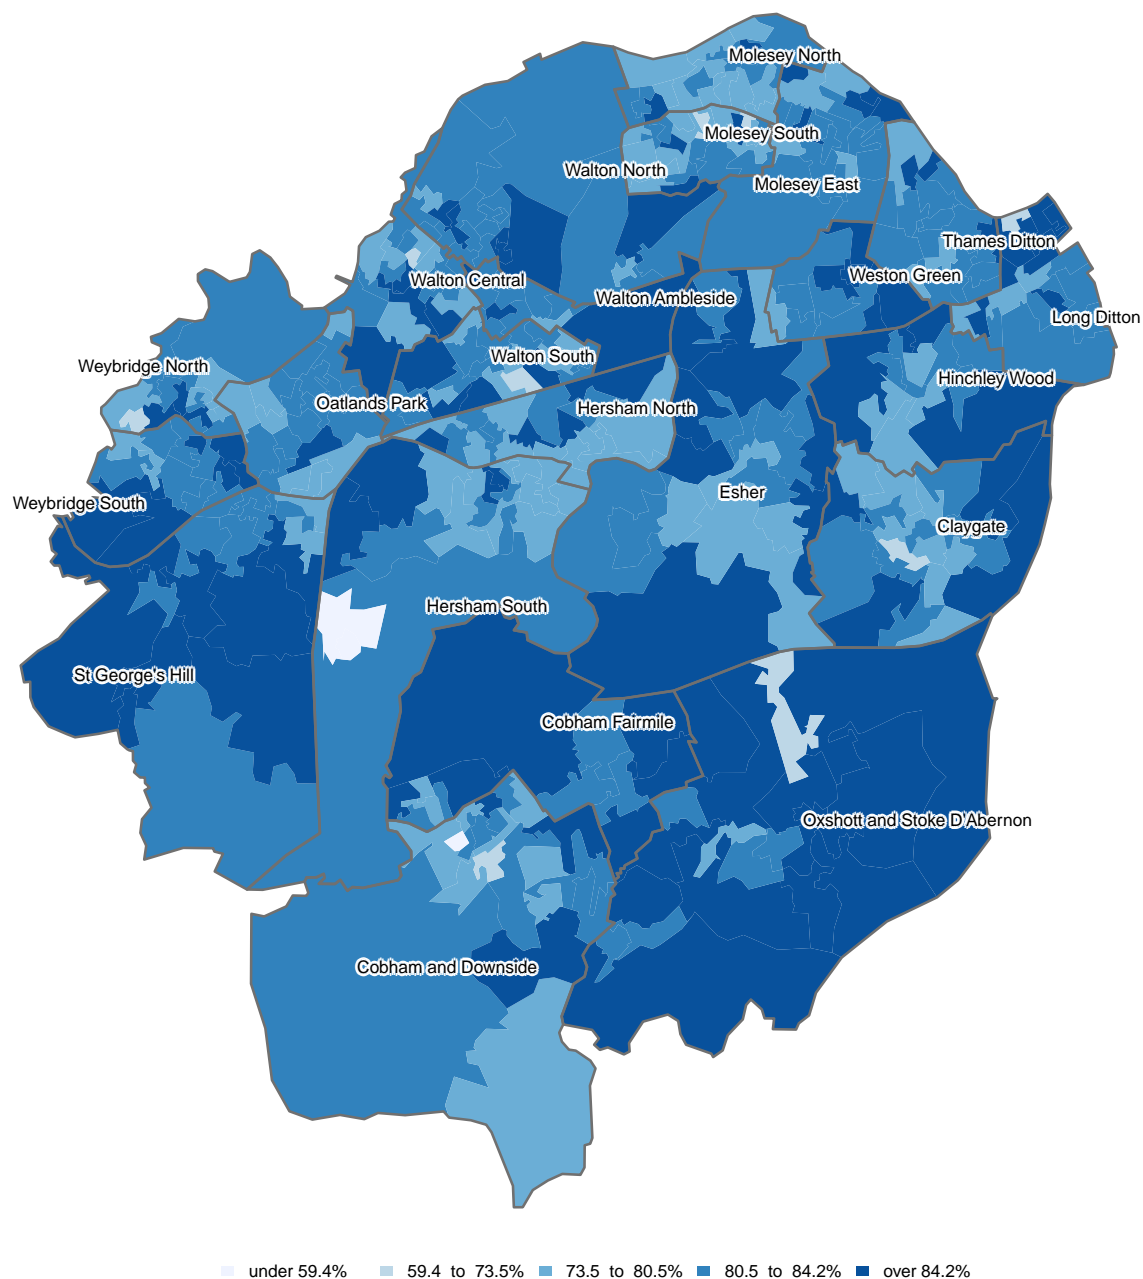 Molesey North
Molesey South
Walton North
Molesey East
Thames Ditton
Weston Green
Walton Central
Walton Ambleside
Long Ditton
Walton South
Weybridge North
Hinchley Wood
Oatlands Park
Hersham North
Esher
Weybridge South
Claygate
Hersham South
St George's Hill
Cobham Fairmile
Oxshott and Stoke D'Abernon
Cobham and Downside
under 59.4% 59.4 to 73.5% 73.5 to 80.5% 80.5 to 84.2% over 84.2%